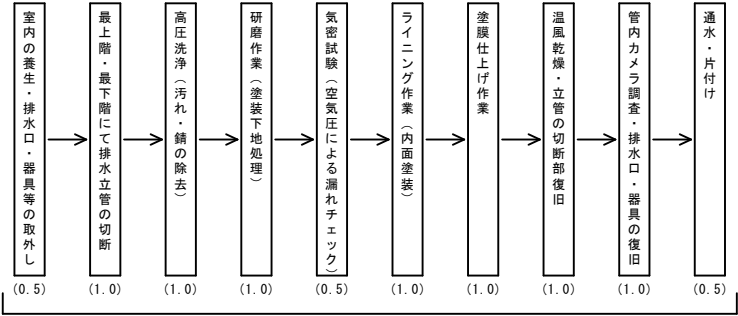 室内の養生・排水口・器具等の取外し
最上階・最下階にて排水立管の切断
高圧洗浄（汚れ・錆の除去）
研磨作業（塗装下地処理）
気密試験（空気圧による漏れチェック）
ライニング作業（内面塗装）
塗膜仕上げ作業
温風乾燥・立管の切断部復旧
管内カメラ調査・排水口・器具の復旧
通水・片付け
(0.5)
(1.0)
(1.0)
(1.0)
(0.5)
(1.0)
(1.0)
(1.0)
(1.0)
(0.5)